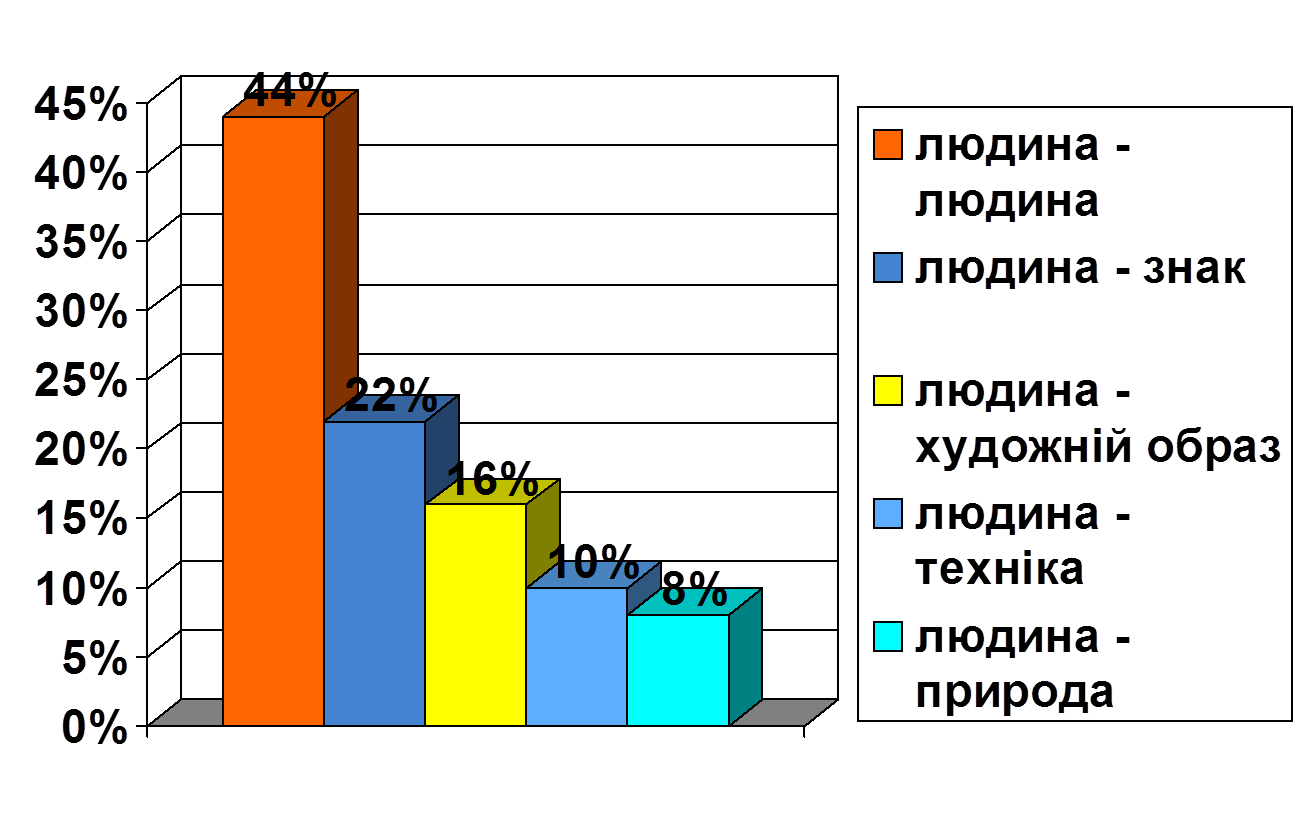 45%
40%
35%
30%
25%
20%
15%
10%
5%
0%
44%
22%
16%
10%
8%
людина -
людина
людина - знак
людина -
художній образ
людина -
техніка
людина -
природа